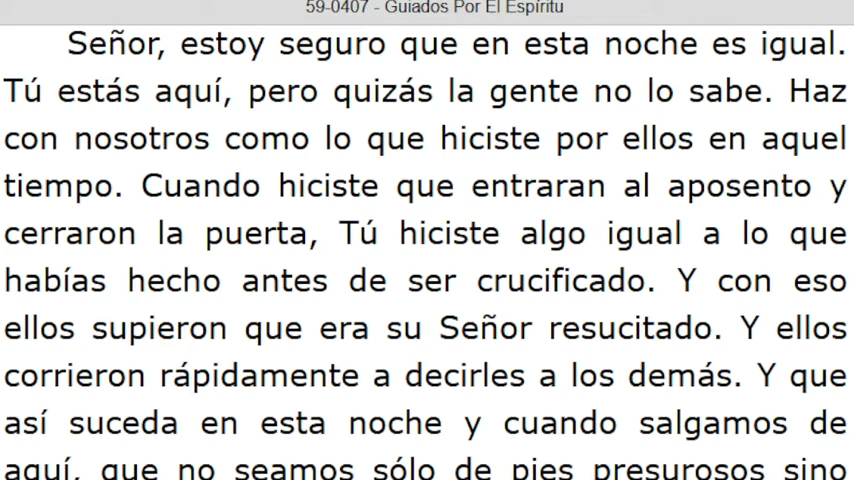 59-0407 - Guiados Por El Espíritu
Señor, estoy seguro que en esta noche es igual.
Tú estás aquí, pero quizás la gente no lo sabe. Haz
con nosotros como lo que hiciste por ellos en aquel
tiempo. Cuando hiciste que entraran al aposento y
cerraron la puerta, Tú hiciste algo igual a lo que
habías hecho antes de ser crucificado. Y con eso
ellos supieron que era su Señor resucitado. Y ellos
corrieron rápidamente a decirles a los demás. Y que
así suceda en esta noche y cuando salgamos de
aquí, que no seamos sólo de pies presurosos sino